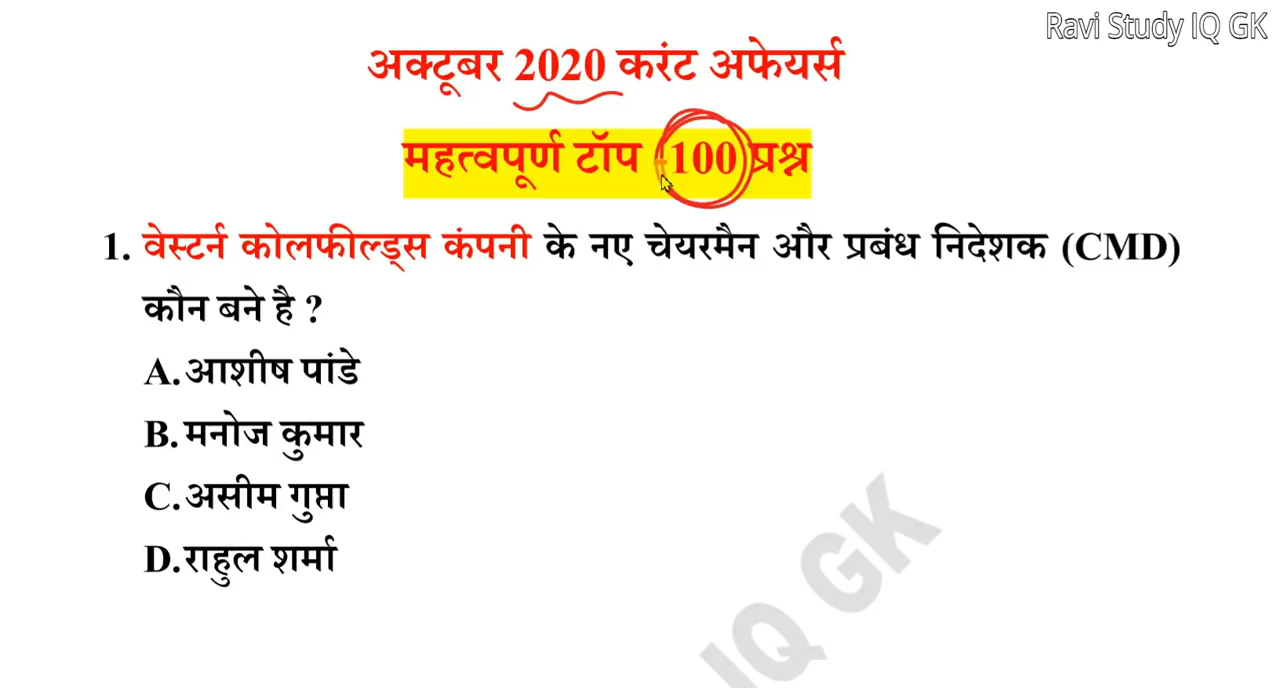 Ravi Study IQ GK
अक्टूबर 2020 करंट अफेयर्स
महत्वपूर्ण टॉप -100 प्रश्न
1. वेस्टर्न कोलफील्ड्स कंपनी के नए चेयरमैन और प्रबंध निदेशक (CMD)
कौन बने है ?
A.आशीष पांडे
B.मनोज कुमार
C.असीम गुप्ता
D.राहुल शर्मा
IQ GK